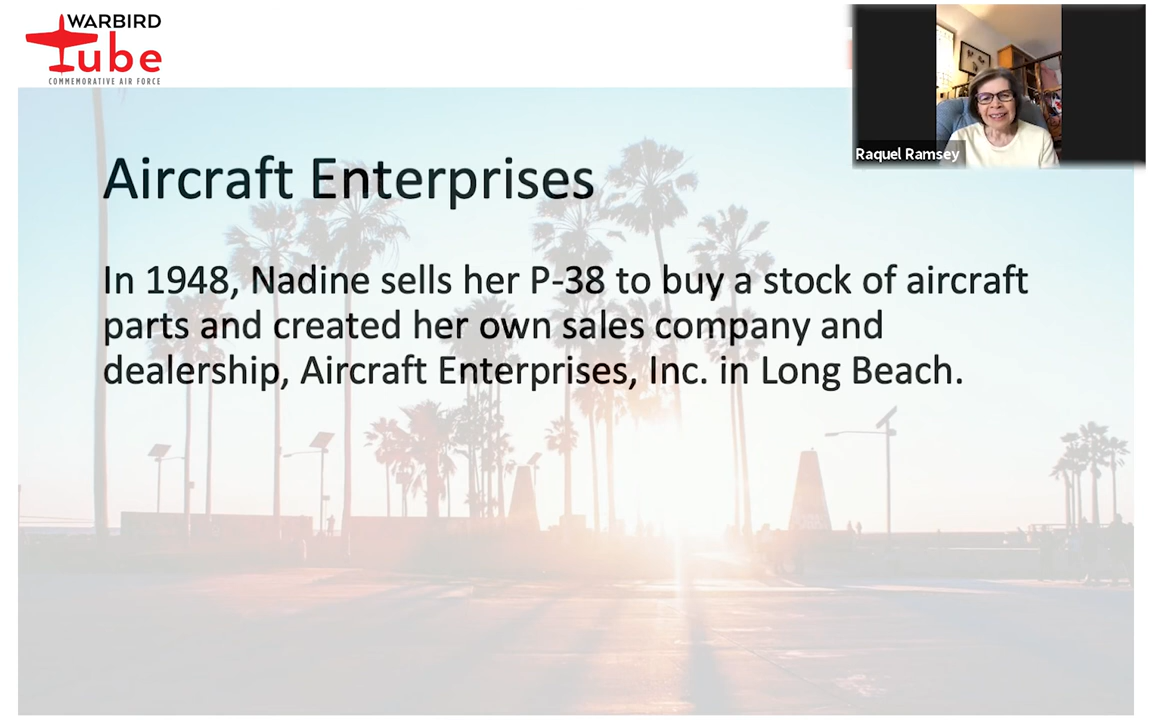 WARBIRD
Tube
COMMEMORATIVE AIR FORCE
Raquel Ramsey
Aircraft Enterprises
In 1948, Nadine sells her P-38 to buy a stock of aircraft
parts and created her own sales company and
dealership, Aircraft Enterprises, Inc. in Long Beach.